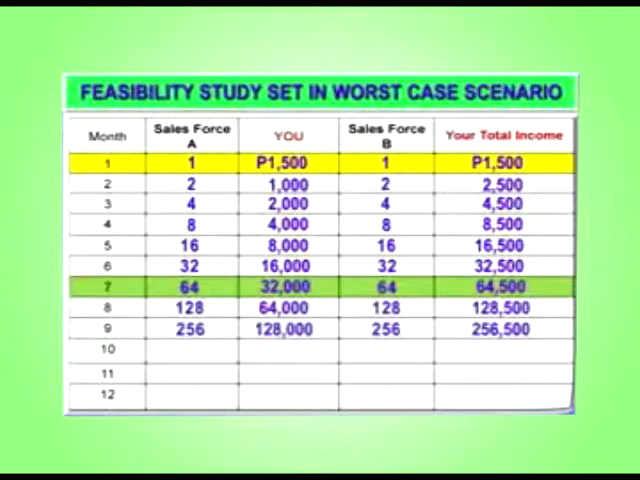 FEASIBILITY STUDY SET IN WORST CASE SCENARIO
Month Sales Force A YOU Sales Force B Your Total Income
1 1 P1,500 1 P1,500
2 2 1,000 2 2,500
3 4 2,000 4 4,500
4 8 4,000 8 8,500
5 16 8,000 16 16,500
6 32 16,000 32 32,500
7 64 32,000 64 64,500
8 128 64,000 128 128,500
9 256 128,000 256 256,500
10
11
12